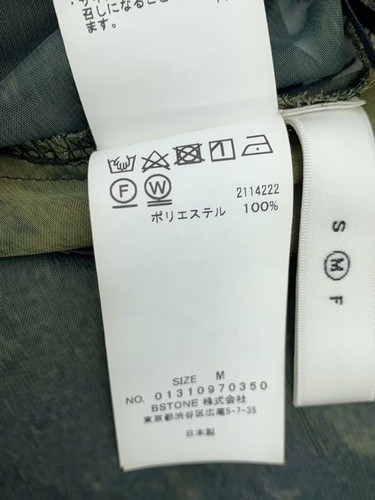 召しになること
ます。
F W
2114222
ポリエステル 100%
SIZE M
NO. 01310970350
BSTONE 株式会社
東京都渋谷区広尾5-7-35
日本製
S
M
F